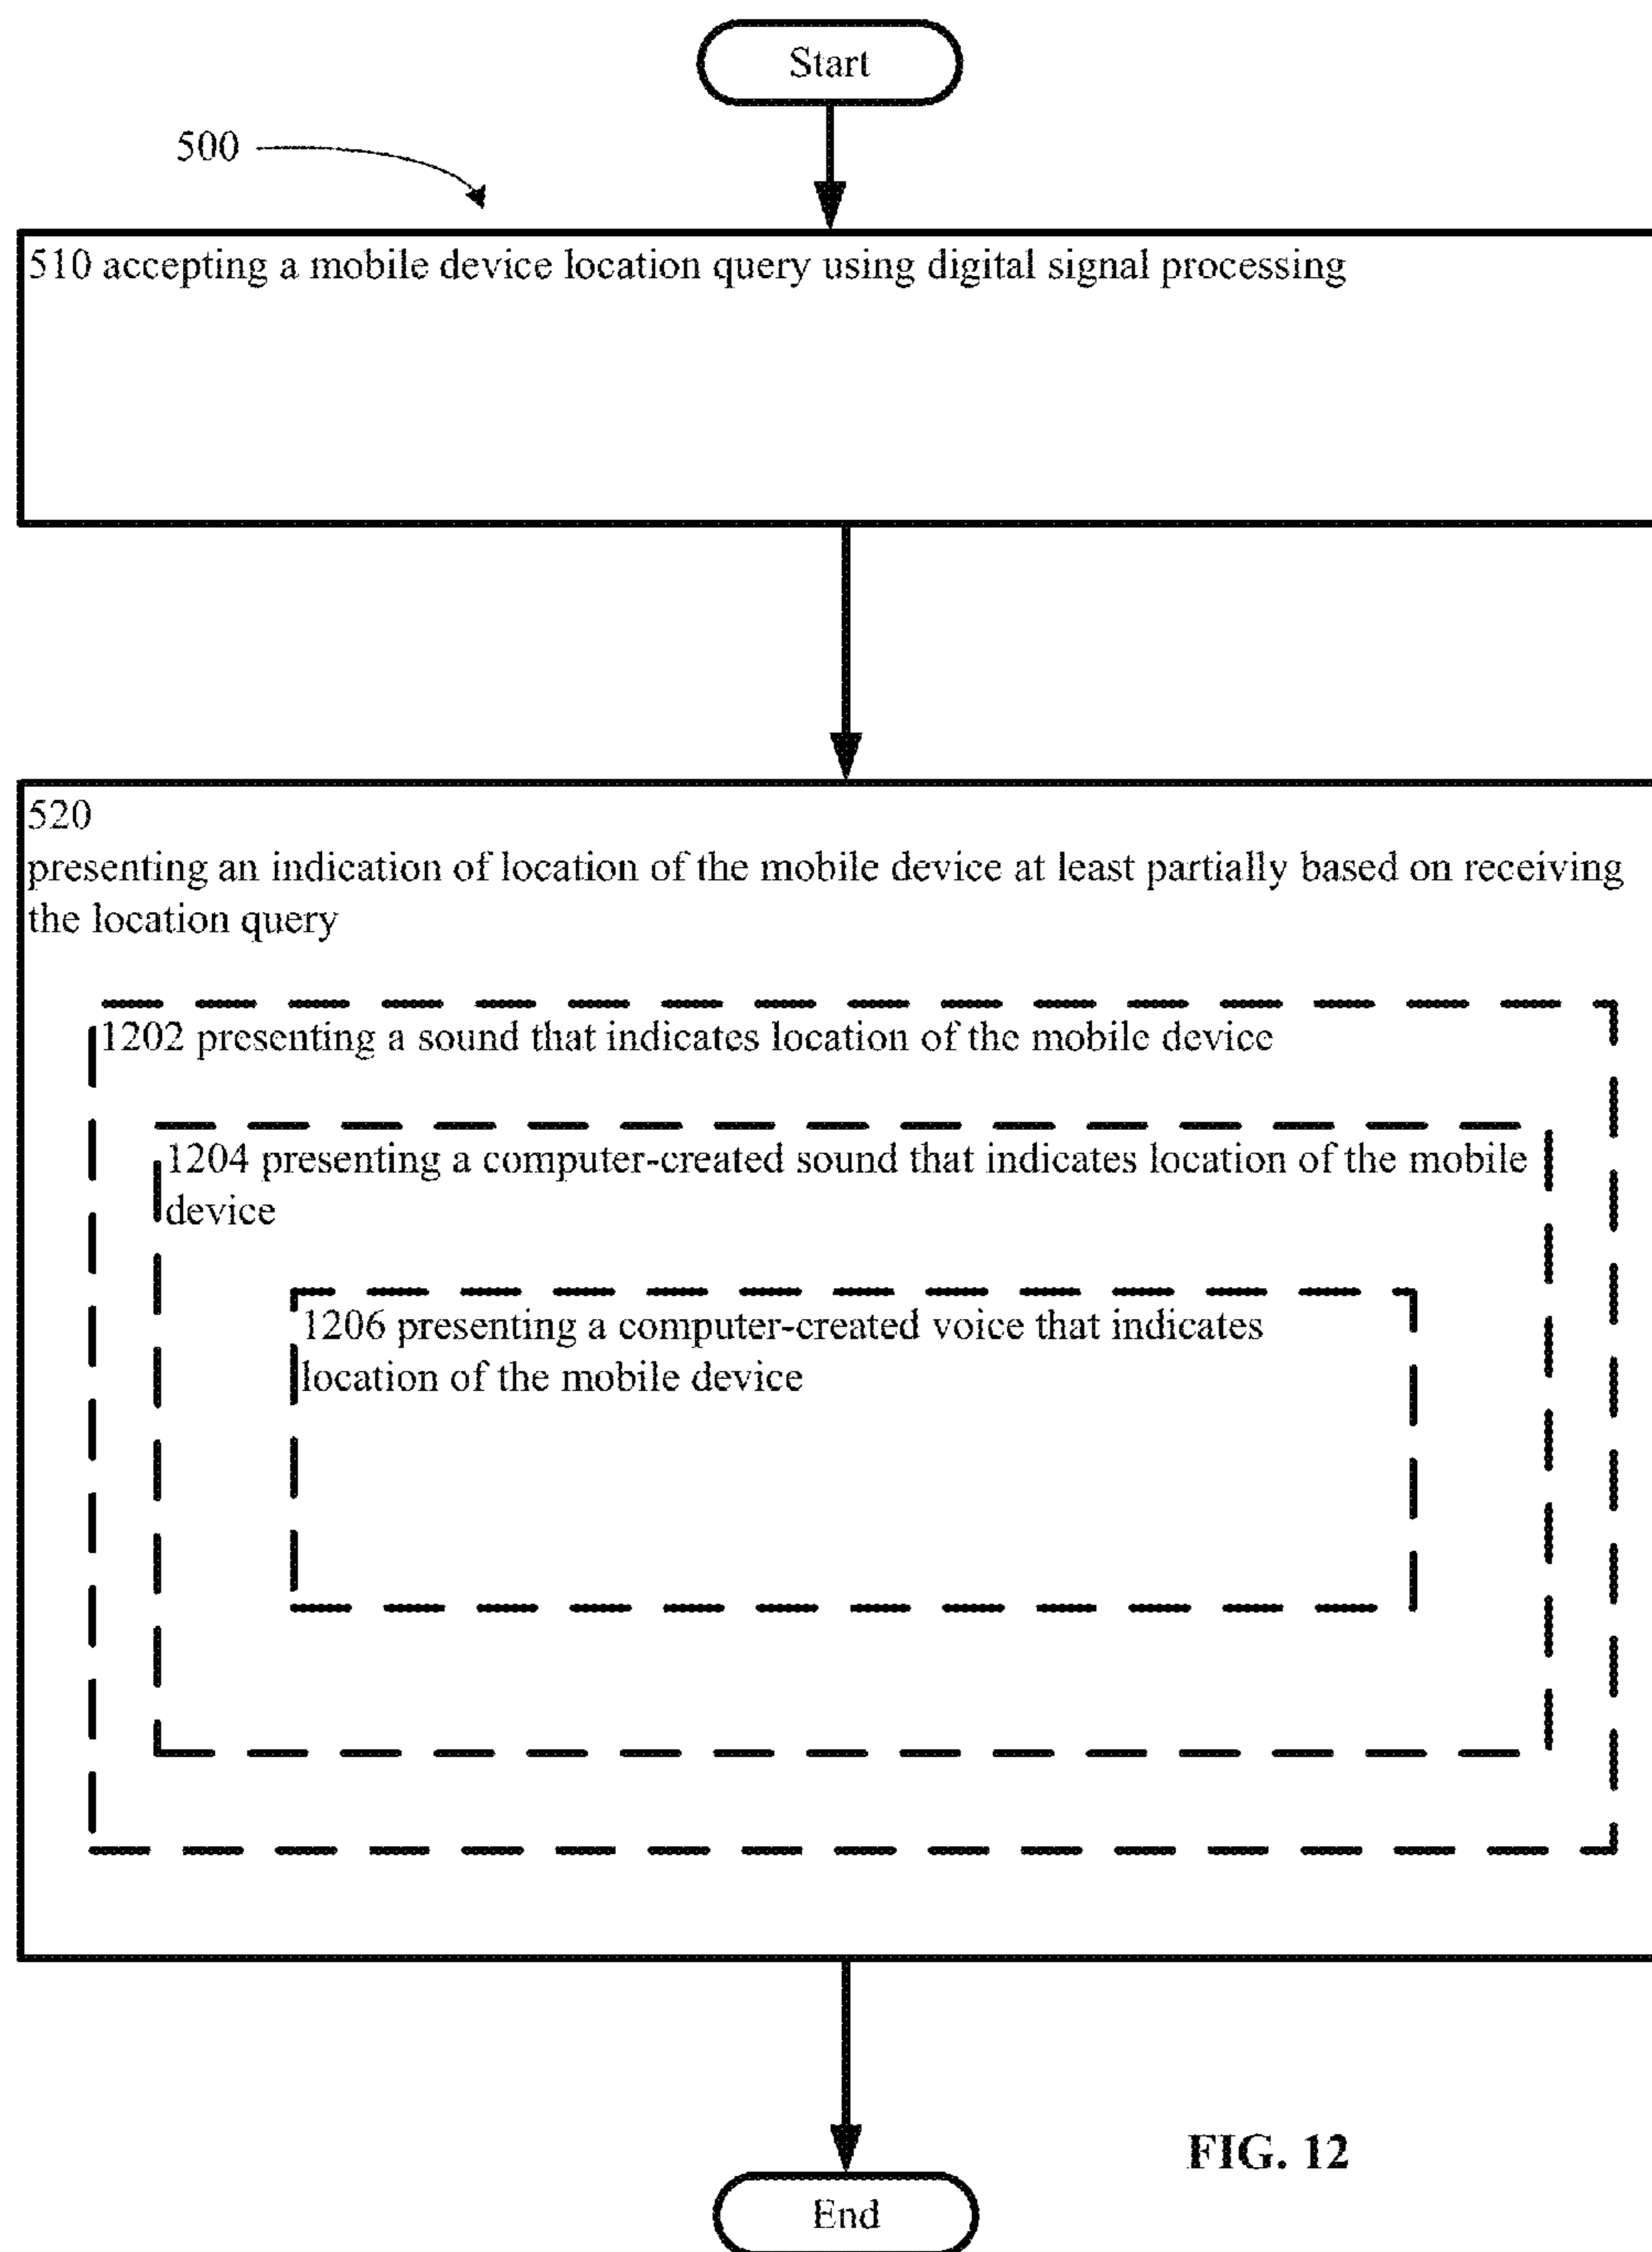 Start
500
510 accepting a mobile device location query using digital signal processing
520
presenting an indication of location of the mobile device at least partially based on receiving
the location query
1202 presenting a sound that indicates location of the mobile device
1204 presenting a computer-created sound that indicates location of the mobile
device
1206 presenting a computer-created voice that indicates
location of the mobile device
FIG. 12
End